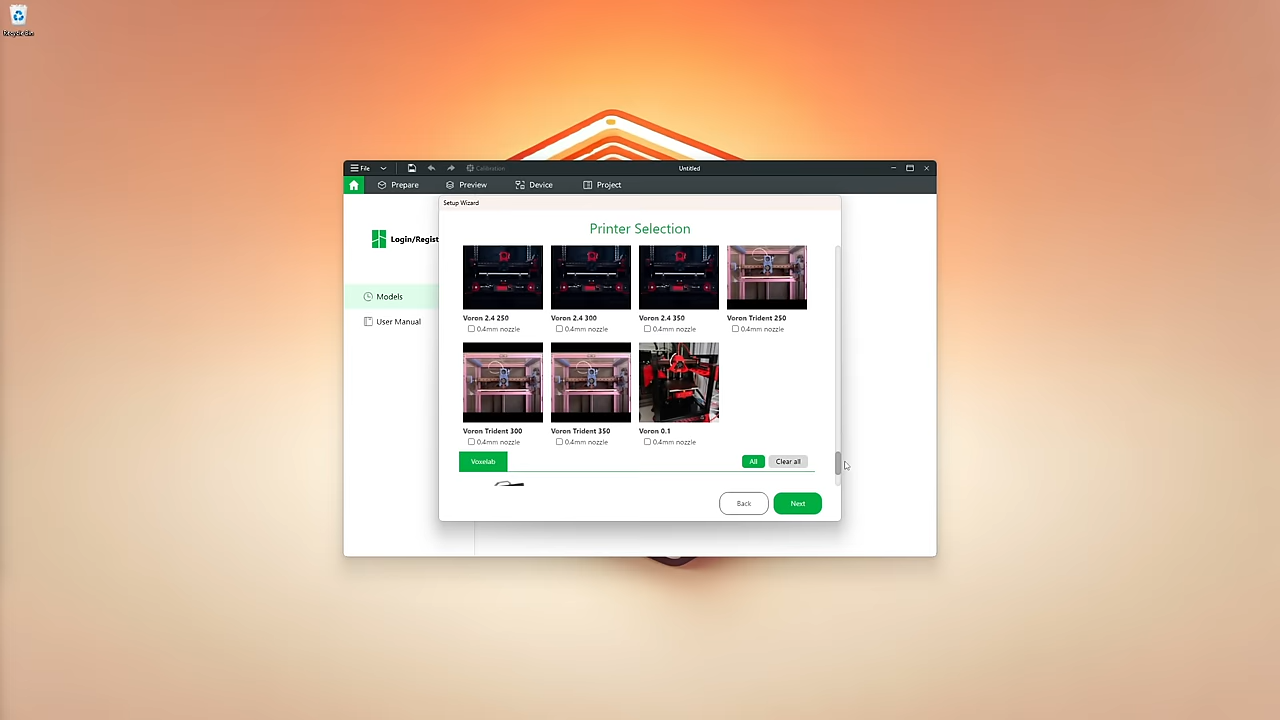 Recycle Bin
File
Calibration
Untitled
Prepare
Preview
Device
Project
Setup Wizard
Login/Regist
Models
User Manual
Printer Selection
Voron 2.4 250
Voron 2.4 300
Voron 2.4 350
Voron Trident 250
0.4mm nozzle
0.4mm nozzle
0.4mm nozzle
0.4mm nozzle
Voron Trident 300
Voron Trident 350
Voron 0.1
0.4mm nozzle
0.4mm nozzle
0.4mm nozzle
Voxelab
All
Clear all
Back
Next